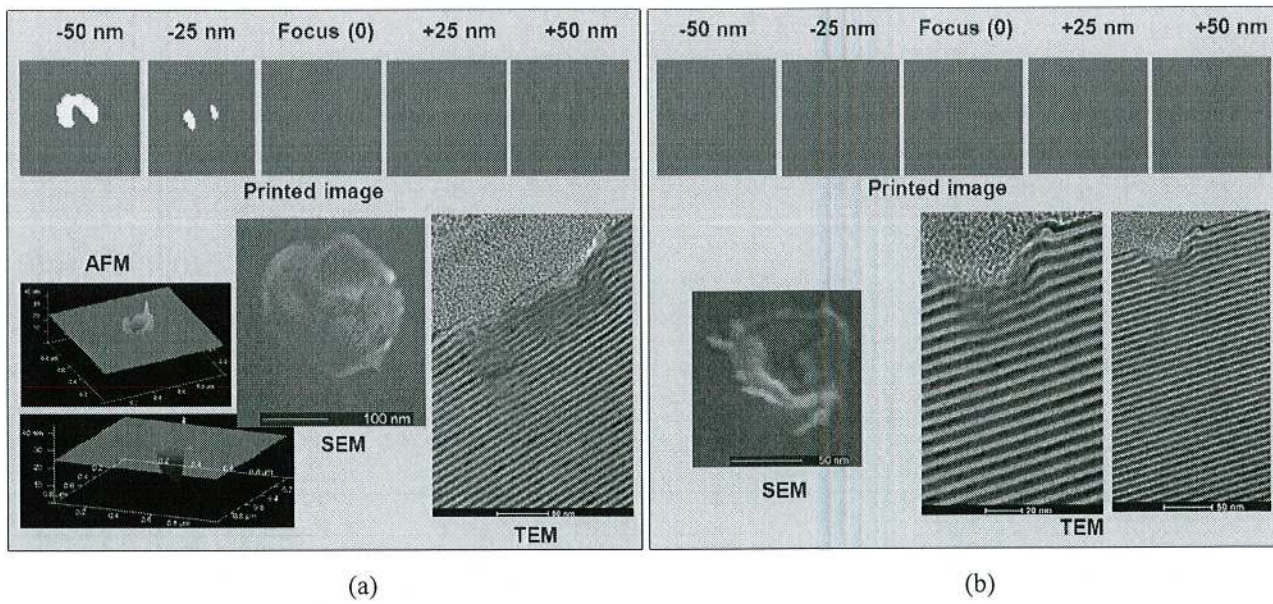 -50 nm -25 nm Focus (0) +25 nm +50 nm
Printed image
AFM
100 nm
SEM
TEM
(a)
-50 nm -25 nm Focus (0) +25 nm +50 nm
Printed image
50 nm
SEM
20 nm
50 nm
TEM
(b)